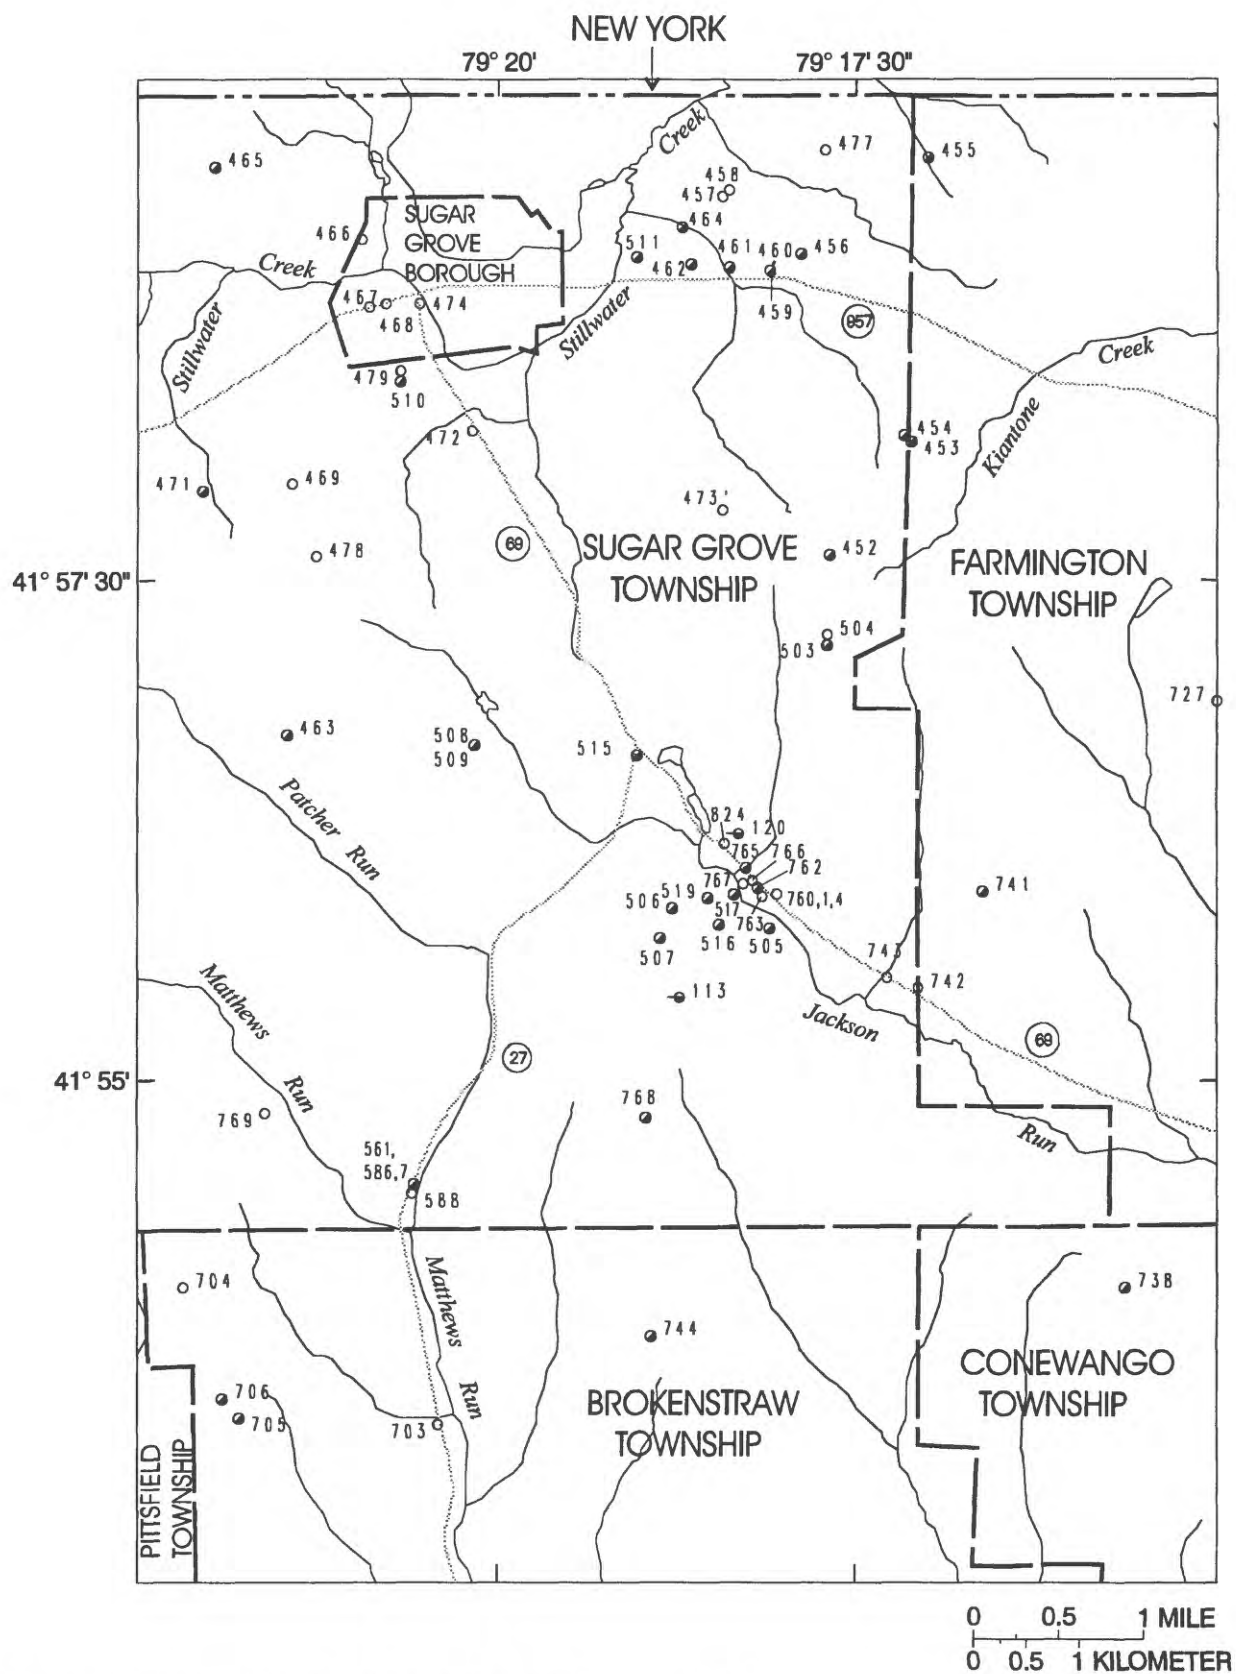 NEW YORK
79° 20'
79° 17' 30"
Creek
477
455
465
458
457
464
SUGAR
GROVE
BOROUGH
466
511
461
460
456
462
Creek
467
474
468
459
Stillwater
Stillwater
957
Creek
479
510
Kiantone
472
454
453
471
469
473
69
478
452
SUGAR GROVE
TOWNSHIP
FARMINGTON
TOWNSHIP
41° 57' 30"
504
503
727
463
508
509
515
Patcher
Run
824
120
765
766
762
767
519
506
760,1,4
741
517
763
516
505
507
743
742
113
Jackson
Matthews
Run
69
27
41° 55'
768
769
Run
561,
586,7
588
704
Matthews
Run
738
744
CONEWANGO
TOWNSHIP
706
705
703
BROKENSTRAW
TOWNSHIP
PITTSFIELD
TOWNSHIP
0 0.5 1 MILE
0 0.5 1 KILOMETER